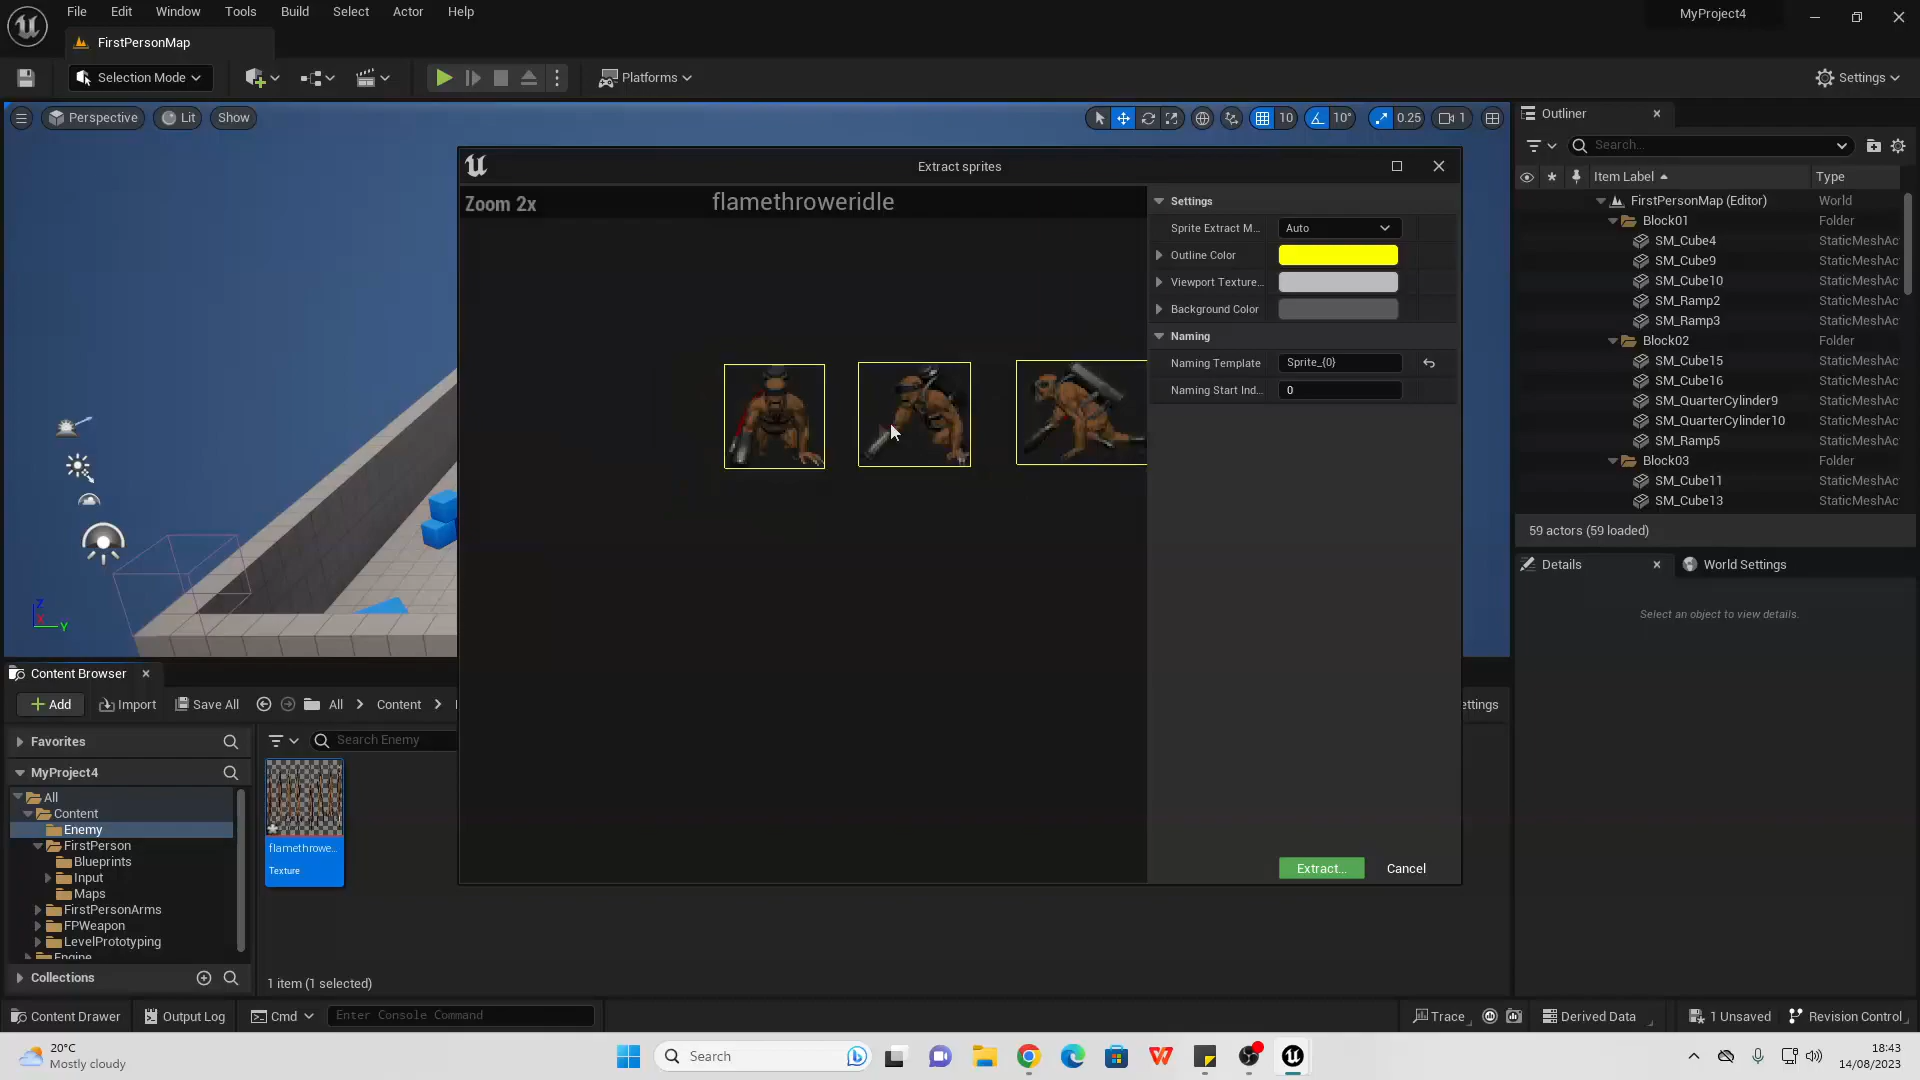 File Edit Window Tools Build Select Actor Help
MyProject4
FirstPersonMap
Selection Mode
Platforms
Settings
Perspective
Lit
Show
10
10°
0.25
1
Outliner
Search...
Item Label
Type
FirstPersonMap (Editor) World
Block01 Folder
SM_Cube4 StaticMeshAc
SM_Cube9 StaticMeshAc
SM_Cube10 StaticMeshAc
SM_Ramp2 StaticMeshAc
SM_Ramp3 StaticMeshAc
Block02 Folder
SM_Cube15 StaticMeshAc
SM_Cube16 StaticMeshAc
SM_QuarterCylinder9 StaticMeshAc
SM_QuarterCylinder10 StaticMeshAc
SM_Ramp5 StaticMeshAc
Block03 Folder
SM_Cube11 StaticMeshAc
SM_Cube13 StaticMeshAc
59 actors (59 loaded)
Details
World Settings
Select an object to view details.
Extract sprites
Zoom 2x
flamethroweridle
Settings
Sprite Extract M... Auto
Outline Color
Viewport Texture...
Background Color
Naming
Naming Template Sprite_{0}
Naming Start Ind... 0
Extract...
Cancel
Z
X
Y
Content Browser
Add
Import
Save All
All
Content
ettings
Favorites
Search Enemy
MyProject4
All
Content
Enemy
FirstPerson
Blueprints
Input
Maps
FirstPersonArms
FPWeapon
LevelPrototyping
Engine
Collections
flamethrowe...
Texture
1 item (1 selected)
Content Drawer
Output Log
Cmd
Enter Console Command
Trace
Derived Data
1 Unsaved
Revision Control
20°C
Mostly cloudy
Search
18:43
14/08/2023